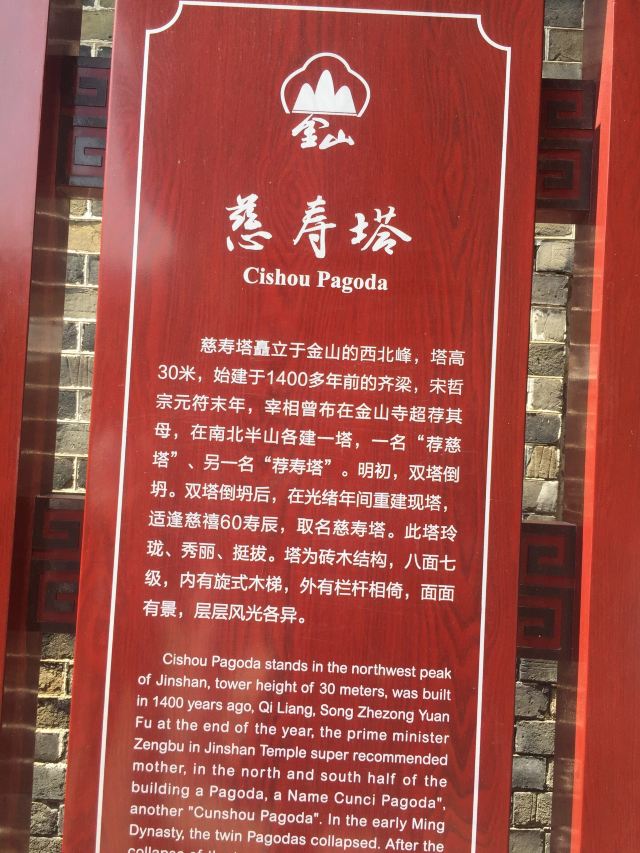 金山
慈寿塔
Cishou Pagoda
慈寿塔矗立于金山的西北峰，塔高
30米，始建于1400多年前的齐梁，宋哲
宗元符末年，宰相曾布在金山寺超荐其
母，在南北半山各建一塔，一名“荐慈
塔”、另一名“荐寿塔”。明初，双塔倒
坍。双塔倒坍后，在光绪年间重建现塔，
适逢慈禧60寿辰，取名慈寿塔。此塔玲
珑、秀丽、挺拔。塔为砖木结构，八面七
级，内有旋式木梯，外有栏杆相倚，面面
有景，层层风光各异。
Cishou Pagoda stands in the northwest peak
of Jinshan, tower height of 30 meters, was built
in 1400 years ago, Qi Liang, Song Zhezong Yuan
Fu at the end of the year, the prime minister
Zengbu in Jinshan Temple super recommended
mother, in the north and south half of the
building a Pagoda, a Name Cunci Pagoda",
another "Cunshou Pagoda". In the early Ming
Dynasty, the twin Pagodas collapsed. After the
collapse of the